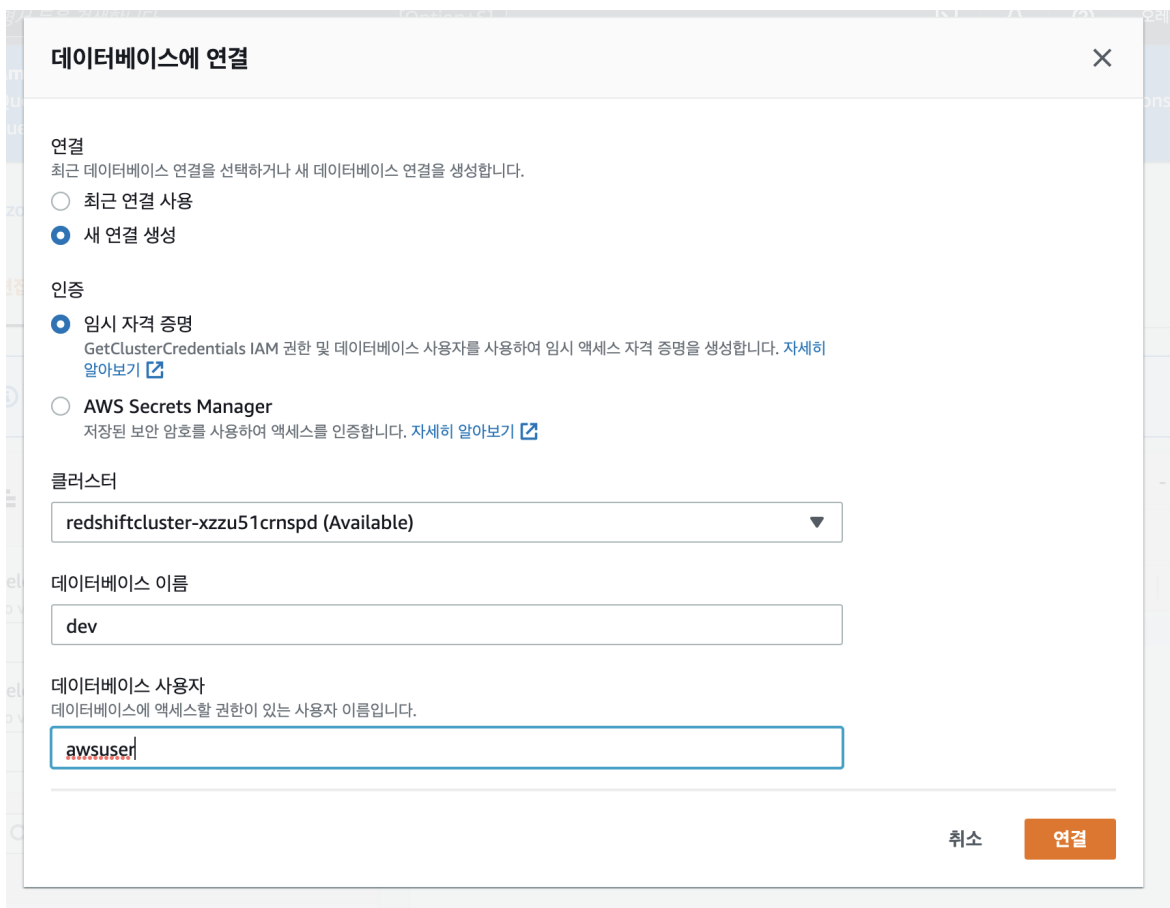 데이터베이스에 연결
연결
최근 데이터베이스 연결을 선택하거나 새 데이터베이스 연결을 생성합니다.
최근 연결 사용
새 연결 생성
인증
임시 자격 증명
GetClusterCredentials IAM 권한 및 데이터베이스 사용자를 사용하여 임시 액세스 자격 증명을 생성합니다. 자세히
알아보기
AWS Secrets Manager
저장된 보안 암호를 사용하여 액세스를 인증합니다. 자세히 알아보기
클러스터
redshiftcluster-xzzu51crnspd (Available)
데이터베이스 이름
dev
데이터베이스 사용자
데이터베이스에 액세스할 권한이 있는 사용자 이름입니다.
awsuser
취소
연결